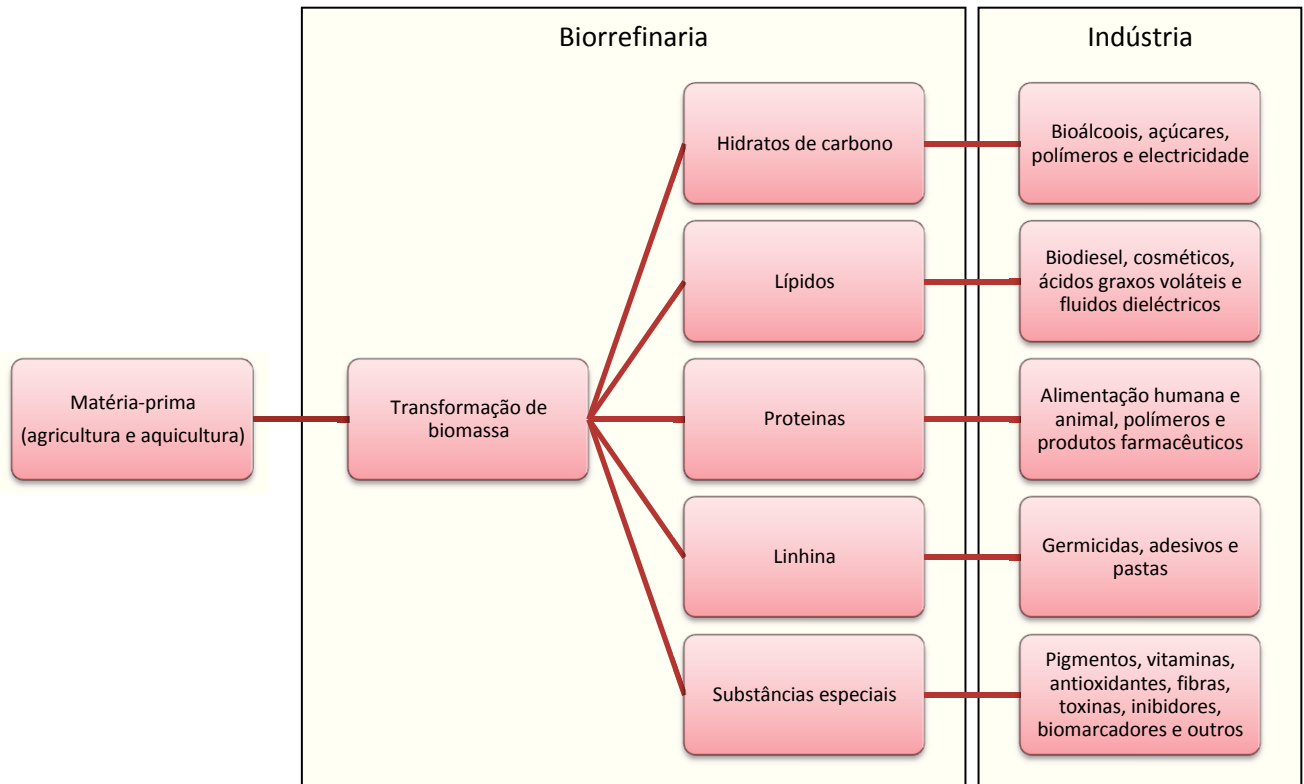 Biorrefinaria
Indústria
Matéria-prima
(agricultura e aquicultura)
Transformação de
biomassa
Hidratos de carbono
Bioálcoois, açúcares,
polímeros e electricidade
Lípidos
Biodiesel, cosméticos,
ácidos graxos voláteis e
fluidos dieléctricos
Proteinas
Alimentação humana e
animal, polímeros e
produtos farmacêuticos
Linhina
Germicidas, adesivos e
pastas
Substâncias especiais
Pigmentos, vitaminas,
antioxidantes, fibras,
toxinas, inibidores,
biomarcadores e outros